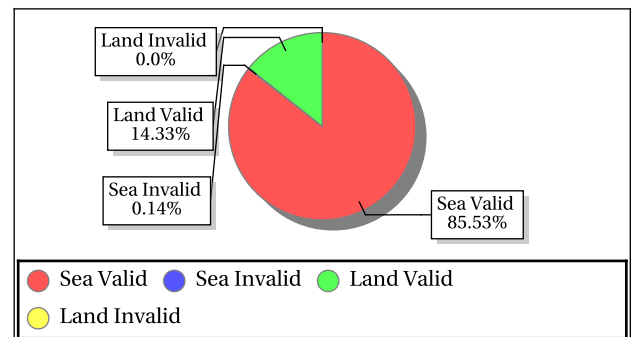 Land Invalid
0.0%
Land Valid
14.33%
Sea Invalid
0.14%
Sea Valid
85.53%
Sea Valid Sea Invalid Land Valid
Land Invalid